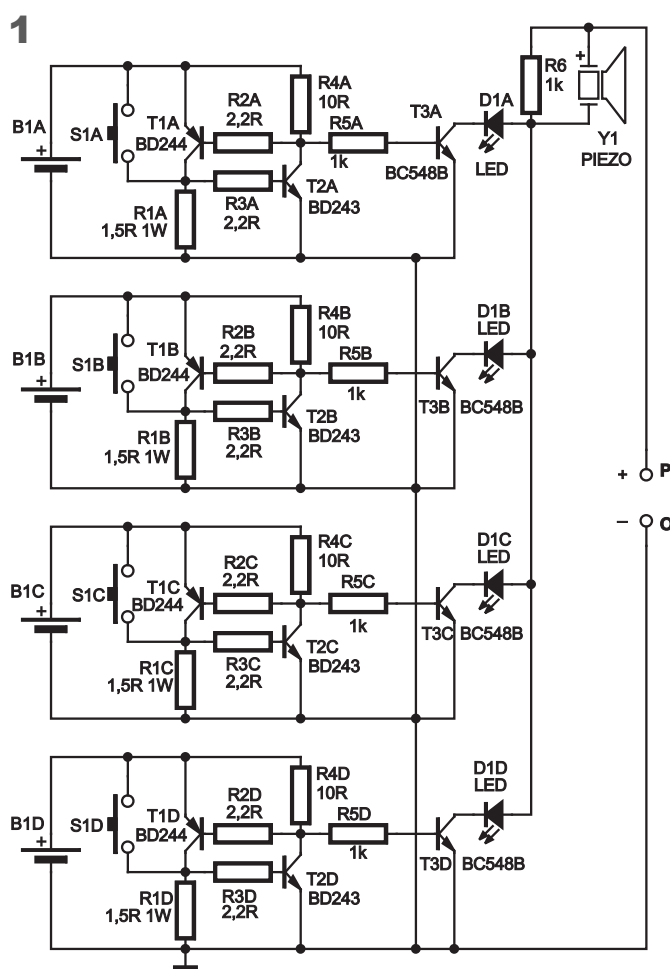 1
R6
1k
+
Y1
PIEZO
R4A
10R
R2A
2,2R
T3A
D1A
B1A
+
S1A
T1A
BD244
R5A
1k
LED
R3A
2,2R
T2A
BD243
BC548B
R1A
1,5R 1W
R4B
10R
D1B
LED
R2B
2,2R
B1B
+
S1B
T1B
BD244
R5B
1k
R3B
2,2R
T2B
BD243
T3B BC548B
R1B
1,5R 1W
+ P
– O
R4C
10R
D1C
LED
R2C
2,2R
B1C
+
S1C
T1C
BD244
R5C
1k
R3C
2,2R
T2C
BD243
T3C BC548B
R1C
1,5R 1W
R4D
10R
D1D
LED
R2D
2,2R
B1D
+
S1D
T1D
BD244
R5D
1k
R3D
2,2R
T2D
BD243
T3D BC548B
R1D
1,5R 1W